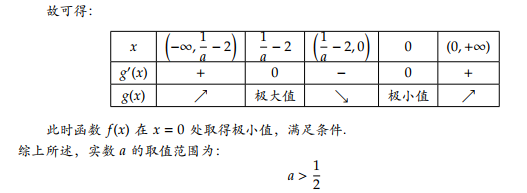 故可得：
x (−∞, 1/a − 2) 1/a − 2 (1/a − 2, 0) 0 (0, +∞)
g′(x) + 0 − 0 +
g(x) ↗ 极大值 ↘ 极小值 ↗
此时函数 f(x) 在 x = 0 处取得极小值，满足条件.
综上所述，实数 a 的取值范围为：
a > 1/2